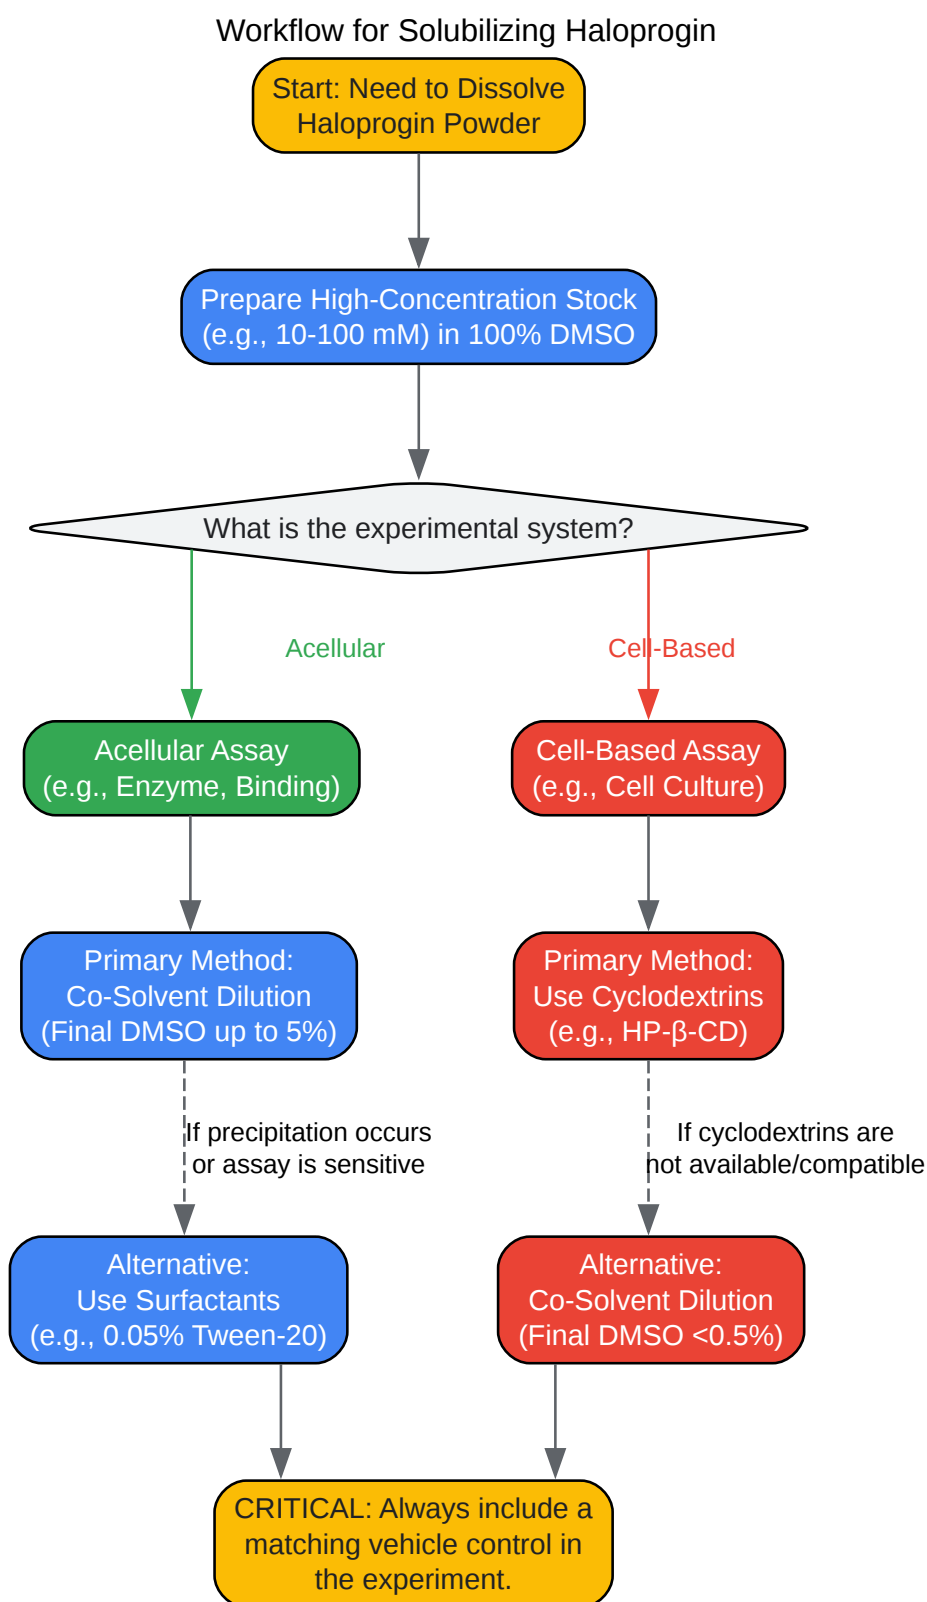 Workflow for Solubilizing Haloprogin
Start: Need to Dissolve
Haloprogin Powder
Prepare High-Concentration Stock
(e.g., 10-100 mM) in 100% DMSO
What is the experimental system?
Acellular
Cell-Based
Acellular Assay
(e.g., Enzyme, Binding)
Cell-Based Assay
(e.g., Cell Culture)
Primary Method:
Co-Solvent Dilution
(Final DMSO up to 5%)
Primary Method:
Use Cyclodextrins
(e.g., HP-β-CD)
If precipitation occurs
or assay is sensitive
If cyclodextrins are
not available/compatible
Alternative:
Use Surfactants
(e.g., 0.05% Tween-20)
Alternative:
Co-Solvent Dilution
(Final DMSO <0.5%)
CRITICAL: Always include a
matching vehicle control in
the experiment.